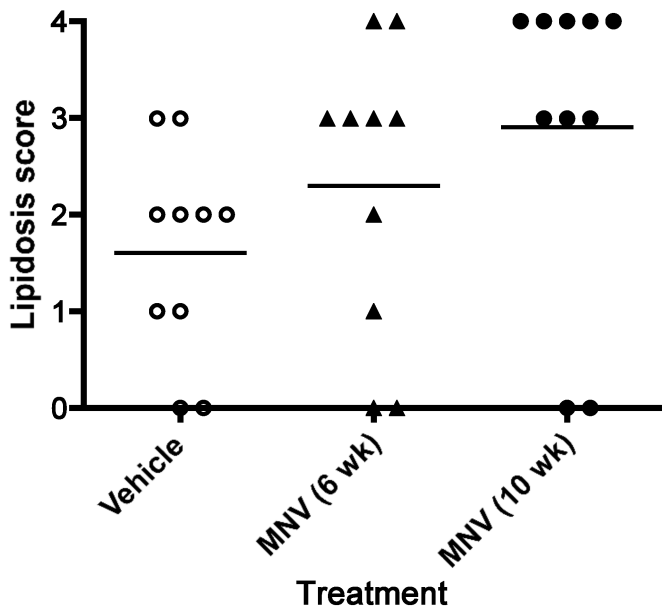 Lipidosis score
4
3
2
1
0
Vehicle
MNV (6 wk)
MNV (10 wk)
Treatment